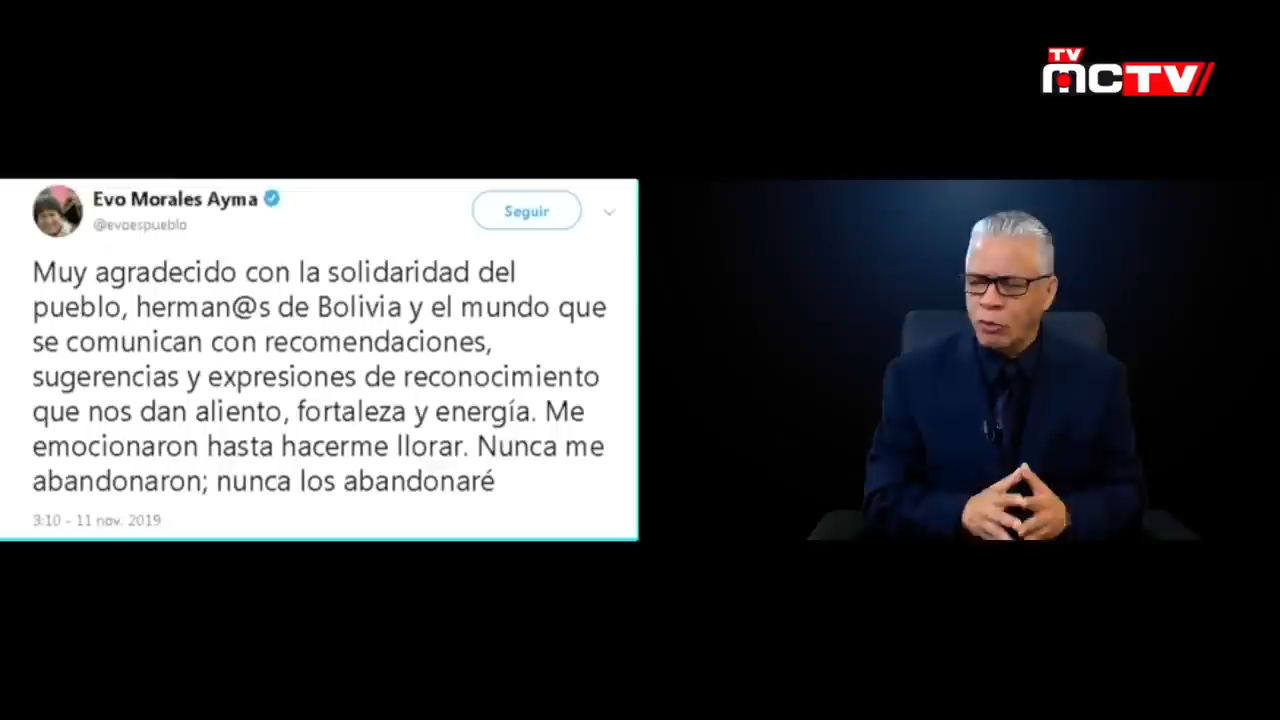 TV
MCTV
Evo Morales Ayma
@evoespueblo
Seguir
Muy agradecido con la solidaridad del
pueblo, herman@s de Bolivia y el mundo que
se comunican con recomendaciones,
sugerencias y expresiones de reconocimiento
que nos dan aliento, fortaleza y energía. Me
emocionaron hasta hacerme llorar. Nunca me
abandonaron; nunca los abandonaré
3:10 - 11 nov. 2019